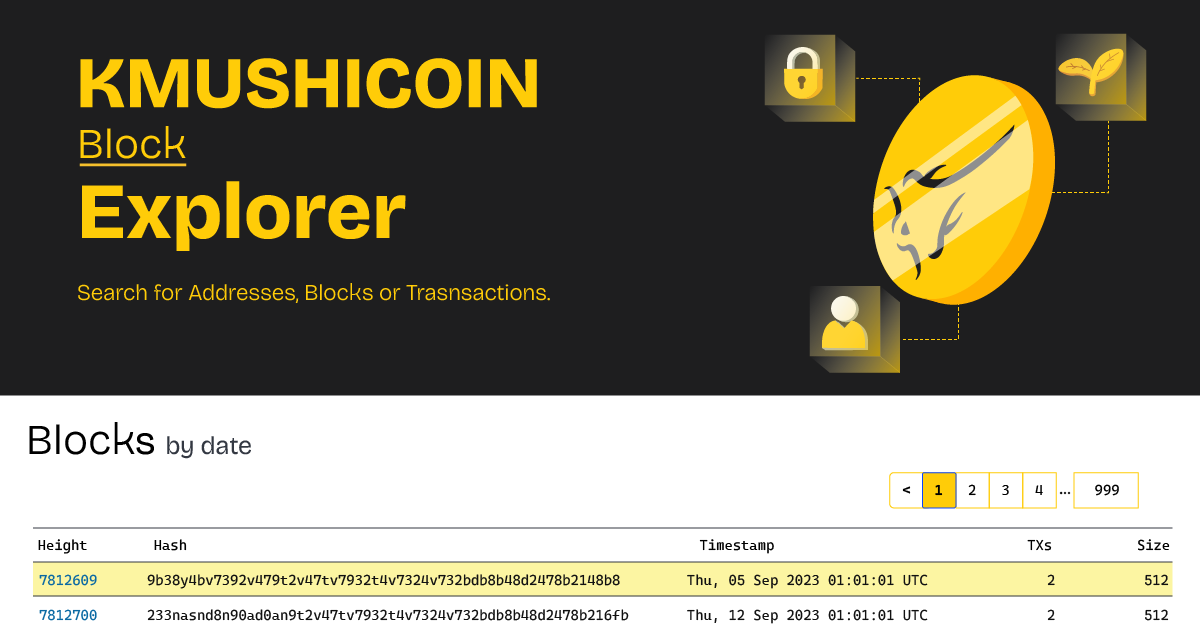 KMUSHICOIN
Block
Explorer
Search for Addresses, Blocks or Trasnsactions.
Blocks by date
< 1 2 3 4 ... 999
Height Hash Timestamp TXs Size
7812609 9b38y4bv7392v479t2v47tv7932t4v7324v732bdb8b48d2478b2148b8 Thu, 05 Sep 2023 01:01:01 UTC 2 512
7812700 233nasnd8n90ad0an9t2v47tv7932t4v7324v732bdb8b48d2478b216fb Thu, 12 Sep 2023 01:01:01 UTC 2 512